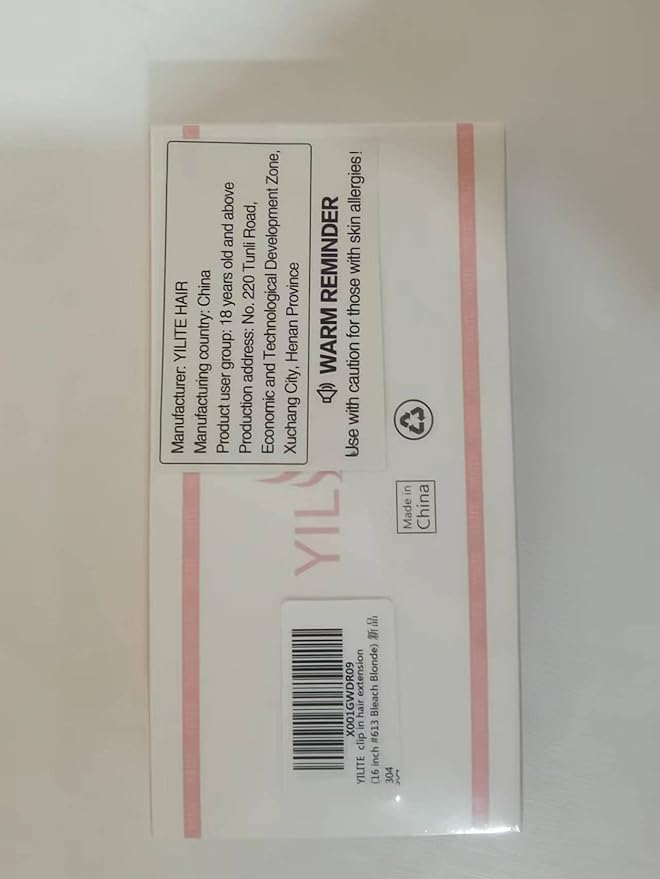 Manufacturer: YILITE HAIR
Manufacturing country: China
Product user group: 18 years old and above
Production address: No. 220 Tunli Road,
Economic and Technological Development Zone,
Xuchang City, Henan Province
WARM REMINDER
Use with caution for those with skin allergies!
YIL
Made in
China
X001GWDR09
YILITE clip in hair extension
(16 inch #613 Bleach Blonde) 新品
304